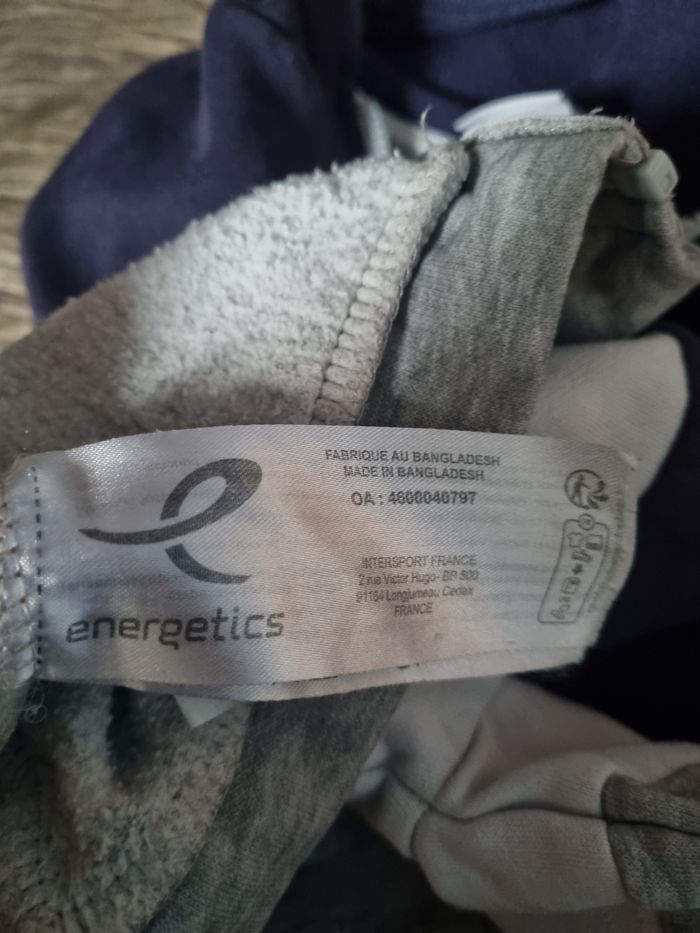 FABRIQUE AU BANGLADESH
MADE IN BANGLADESH
OA : 4600040797
INTERSPORT FRANCE
2 rue Victor Hugo- BP 500
91164 Longjumeau Cedex
FRANCE
energetics